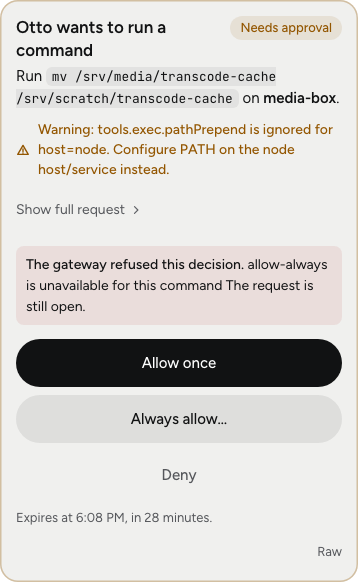 Otto wants to run a
command
Needs approval
Run mv /srv/media/transcode-cache
/srv/scratch/transcode-cache on media-box.
Warning: tools.exec.pathPrepend is ignored for
host=node. Configure PATH on the node
host/service instead.
Show full request
The gateway refused this decision. allow-always
is unavailable for this command The request is
still open.
Allow once
Always allow...
Deny
Expires at 6:08 PM, in 28 minutes.
Raw